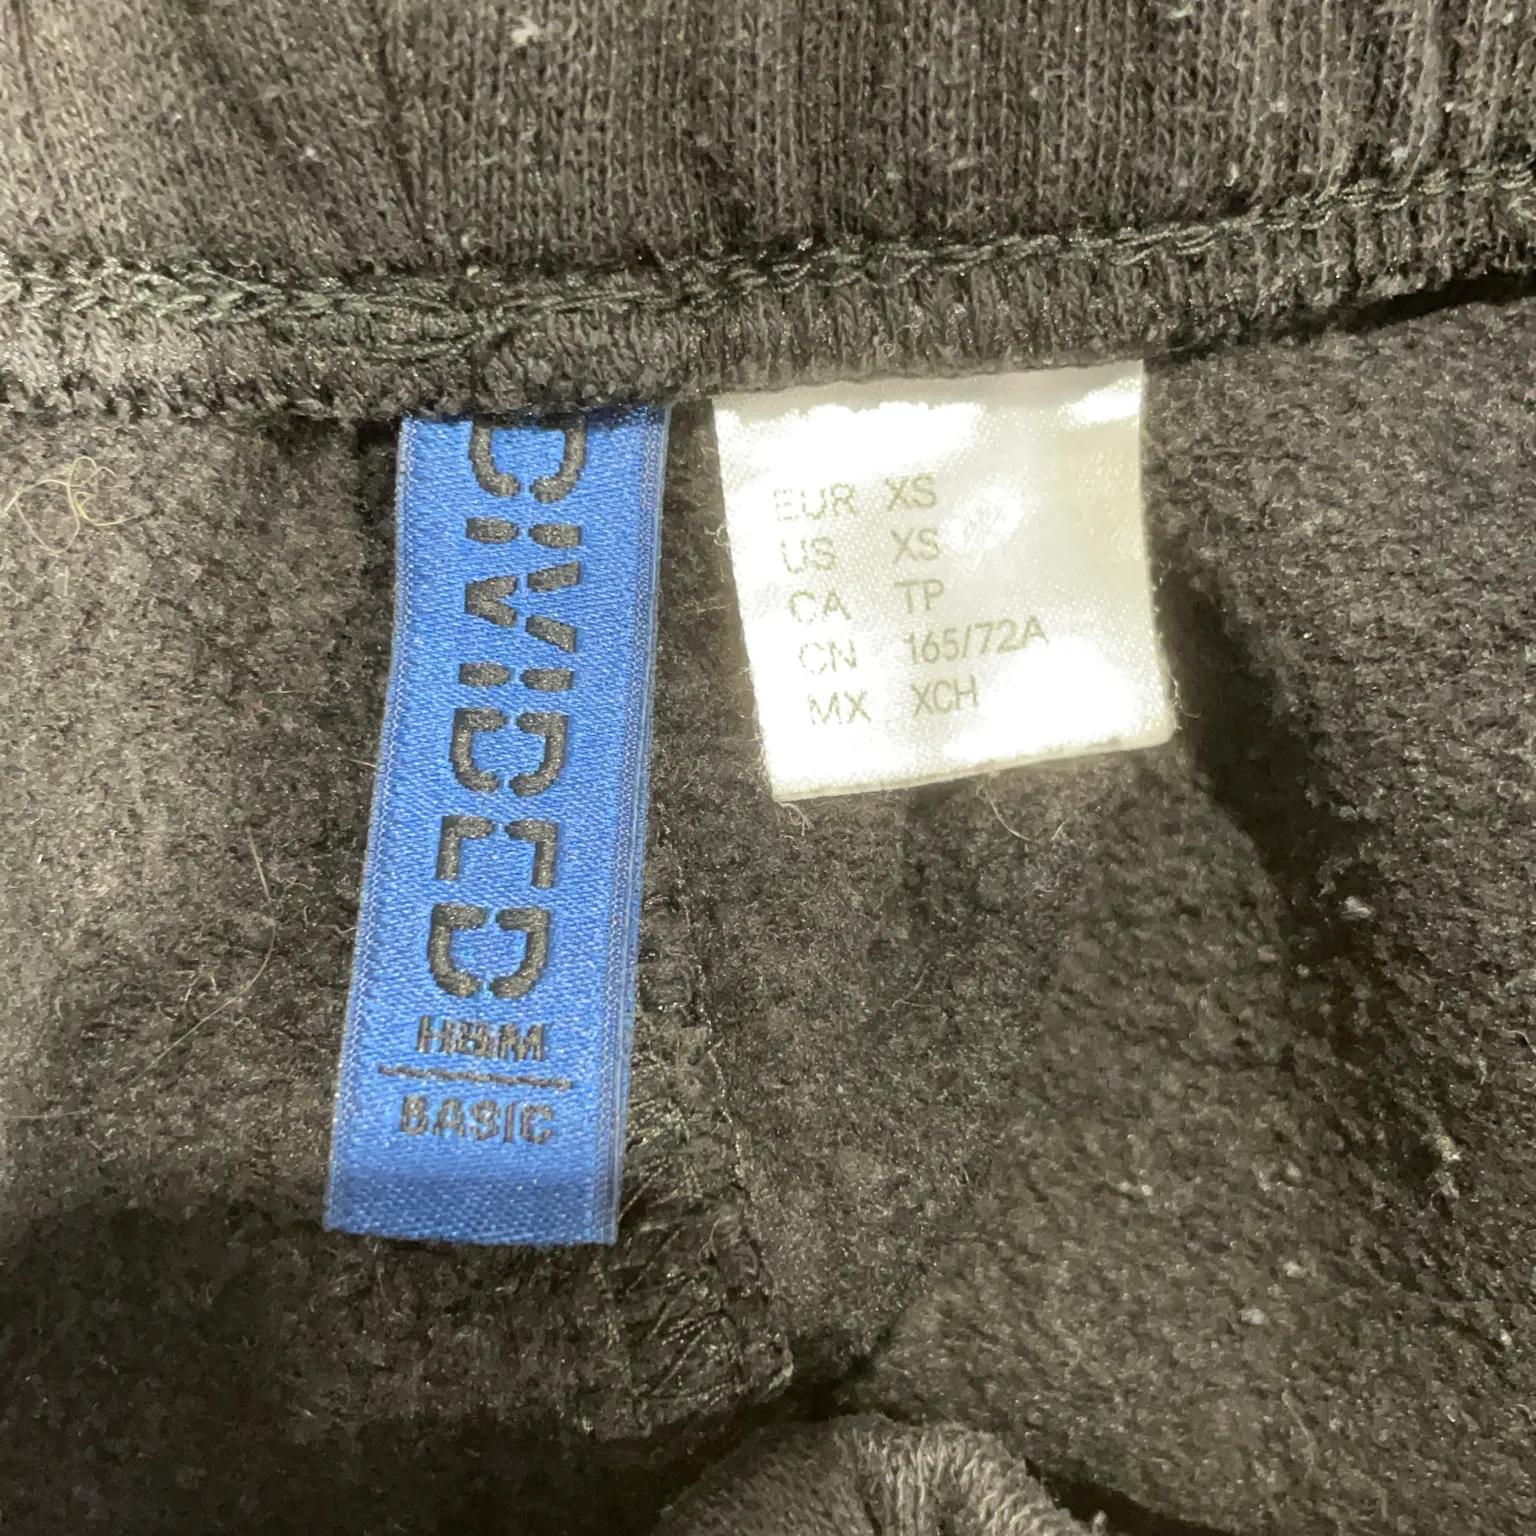 DIVIDED
H&M
BASIC
EUR XS
US XS
CA TP
CN 165/72A
MX XCH